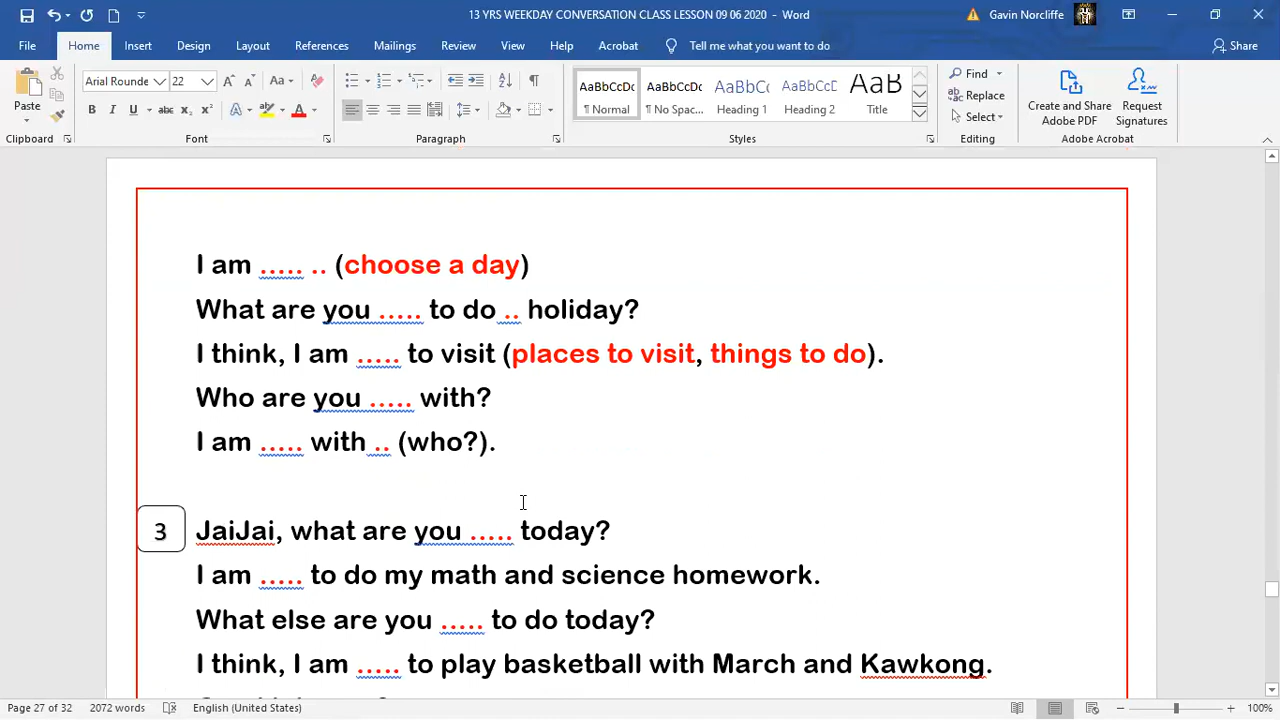 13 YRS WEEKDAY CONVERSATION CLASS LESSON 09 06 2020 - Word
Gavin Norcliffe
File Home Insert Design Layout References Mailings Review View Help Acrobat Tell me what you want to do Share
Paste
Arial Rounde 22
AaBbCcDc AaBbCcDc AaBbCc AaBbCcD AaB
¶ Normal ¶ No Spac... Heading 1 Heading 2 Title
Find
Replace
Select
Create and Share Adobe PDF
Request Signatures
Clipboard Font Paragraph Styles Editing Adobe Acrobat
I am ..... .. (choose a day)
What are you ..... to do .. holiday?
I think, I am ..... to visit (places to visit, things to do).
Who are you ..... with?
I am ..... with .. (who?).
3 JaiJai, what are you ..... today?
I am ..... to do my math and science homework.
What else are you ..... to do today?
I think, I am ..... to play basketball with March and Kawkong.
Page 27 of 32 2072 words English (United States) 100%